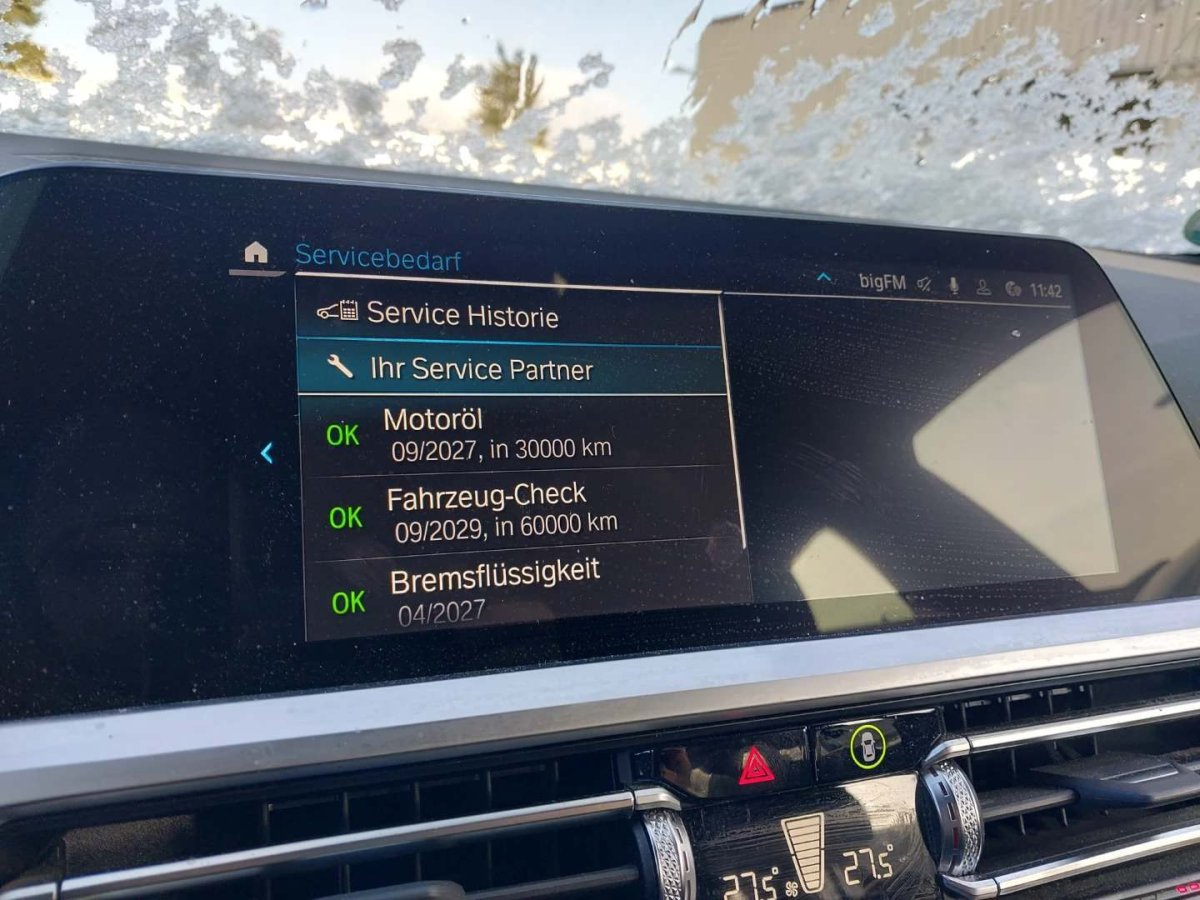 Servicebedarf
bigFM 11:42
Service Historie
Ihr Service Partner
OK Motoröl
09/2027, in 30000 km
OK Fahrzeug-Check
09/2029, in 60000 km
OK Bremsflüssigkeit
04/2027
27.5° 27.5°